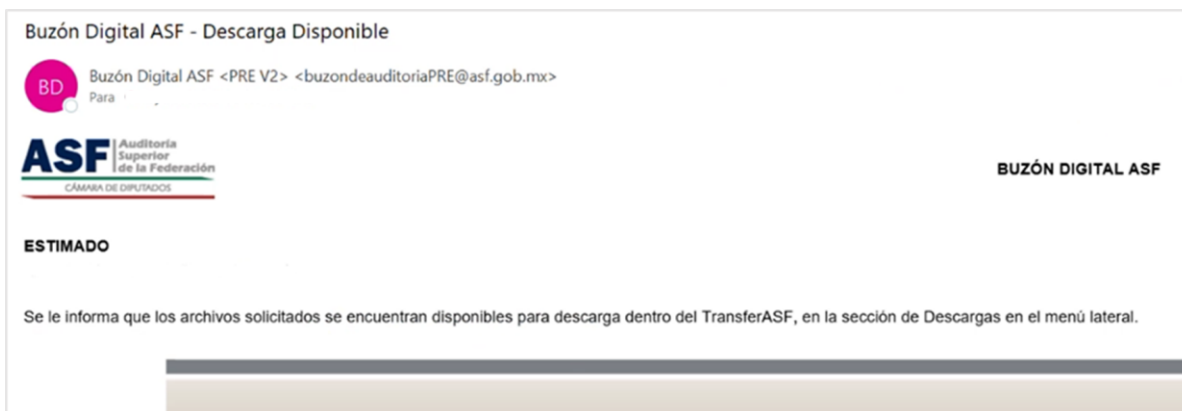 Buzón Digital ASF - Descarga Disponible
BD
Buzón Digital ASF <PRE V2> <buzondeauditoriaPRE@asf.gob.mx>
Para
ASF
Auditoría
Superior
de la Federación
CÁMARA DE DIPUTADOS
BUZÓN DIGITAL ASF
ESTIMADO
Se le informa que los archivos solicitados se encuentran disponibles para descarga dentro del TransferASF, en la sección de Descargas en el menú lateral.